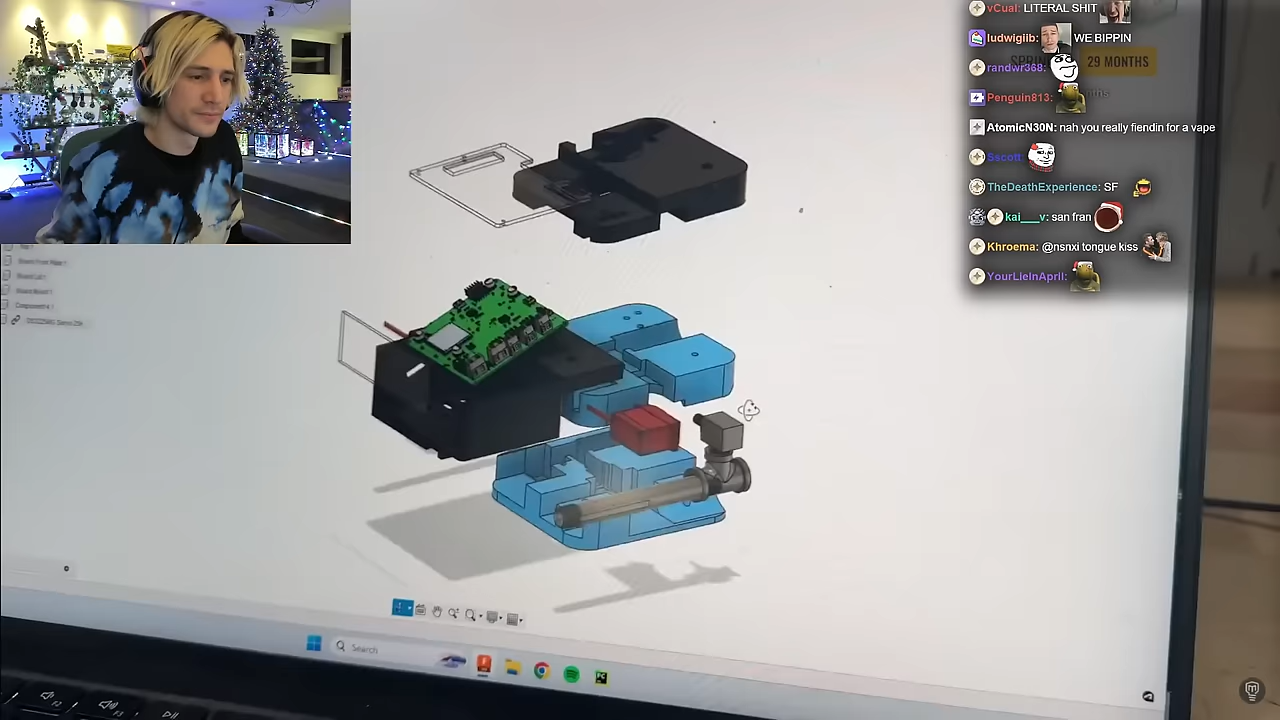 vCual: LITERAL SHIT
ludwigiib: WE BIPPIN
randwr368:
29 MONTHS
Penguin813:
AtomicN30N: nah you really fiendin for a vape
Sscott
TheDeathExperience: SF
kai___v: san fran
Khroema: @nsnxi tongue kiss
YourLieInApril:
Search